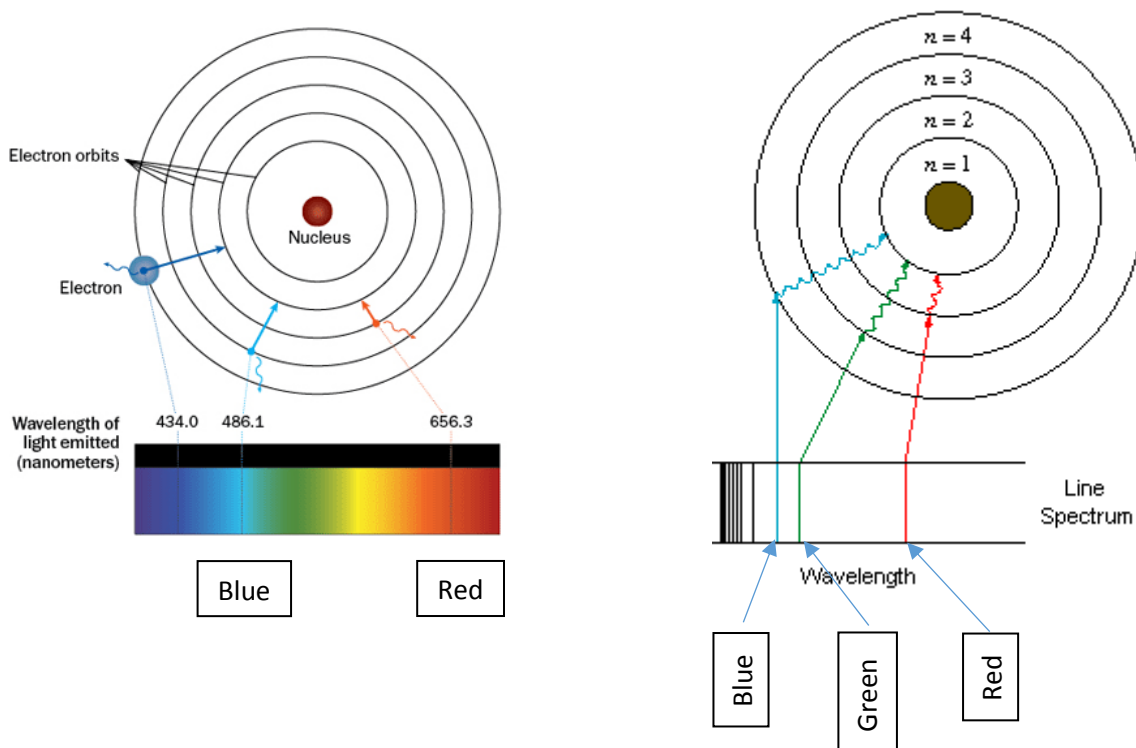 Electron orbits
Nucleus
Electron
Wavelength of
light emitted
(nanometers)
434.0 486.1 656.3
Blue
Red
n = 4
n = 3
n = 2
n = 1
Line
Spectrum
Wavelength
Blue
Green
Red